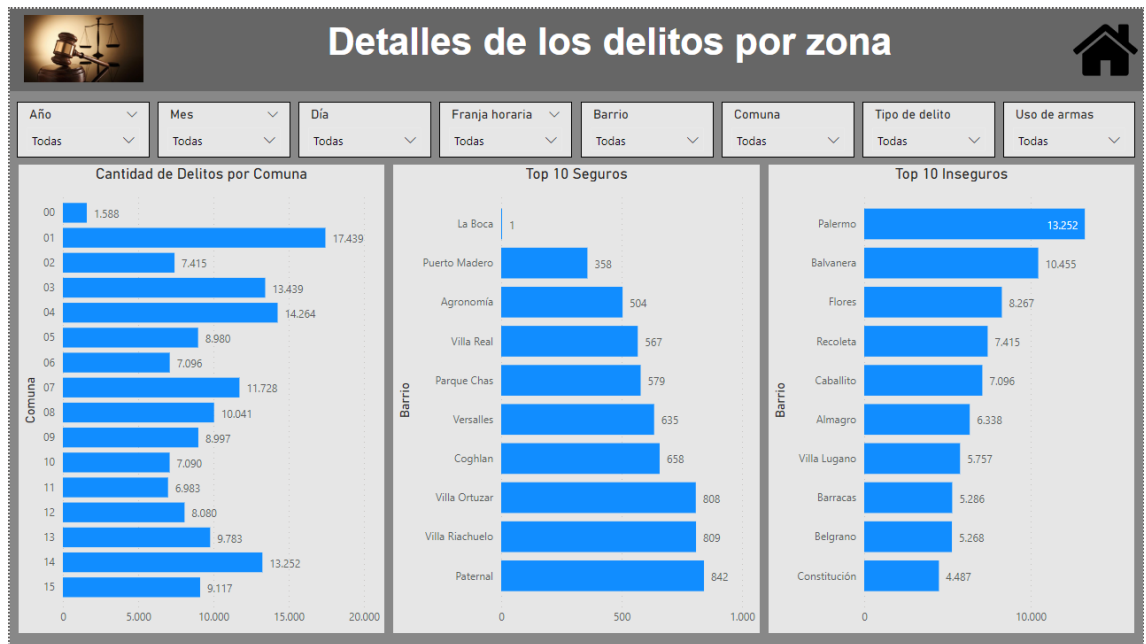 Detalles de los delitos por zona
Año
Todas
Mes
Todas
Día
Todas
Franja horaria
Todas
Barrio
Todas
Comuna
Todas
Tipo de delito
Todas
Uso de armas
Todas
Cantidad de Delitos por Comuna
Comuna
00 1.588
01 17.439
02 7.415
03 13.439
04 14.264
05 8.980
06 7.096
07 11.728
08 10.041
09 8.997
10 7.090
11 6.983
12 8.080
13 9.783
14 13.252
15 9.117
0 5.000 10.000 15.000 20.000
Top 10 Seguros
Barrio
La Boca 1
Puerto Madero 358
Agronomía 504
Villa Real 567
Parque Chas 579
Versalles 635
Coghlan 658
Villa Ortuzar 808
Villa Riachuelo 809
Paternal 842
0 500 1.000
Top 10 Inseguros
Barrio
Palermo 13.252
Balvanera 10.455
Flores 8.267
Recoleta 7.415
Caballito 7.096
Almagro 6.338
Villa Lugano 5.757
Barracas 5.286
Belgrano 5.268
Constitución 4.487
0 10.000